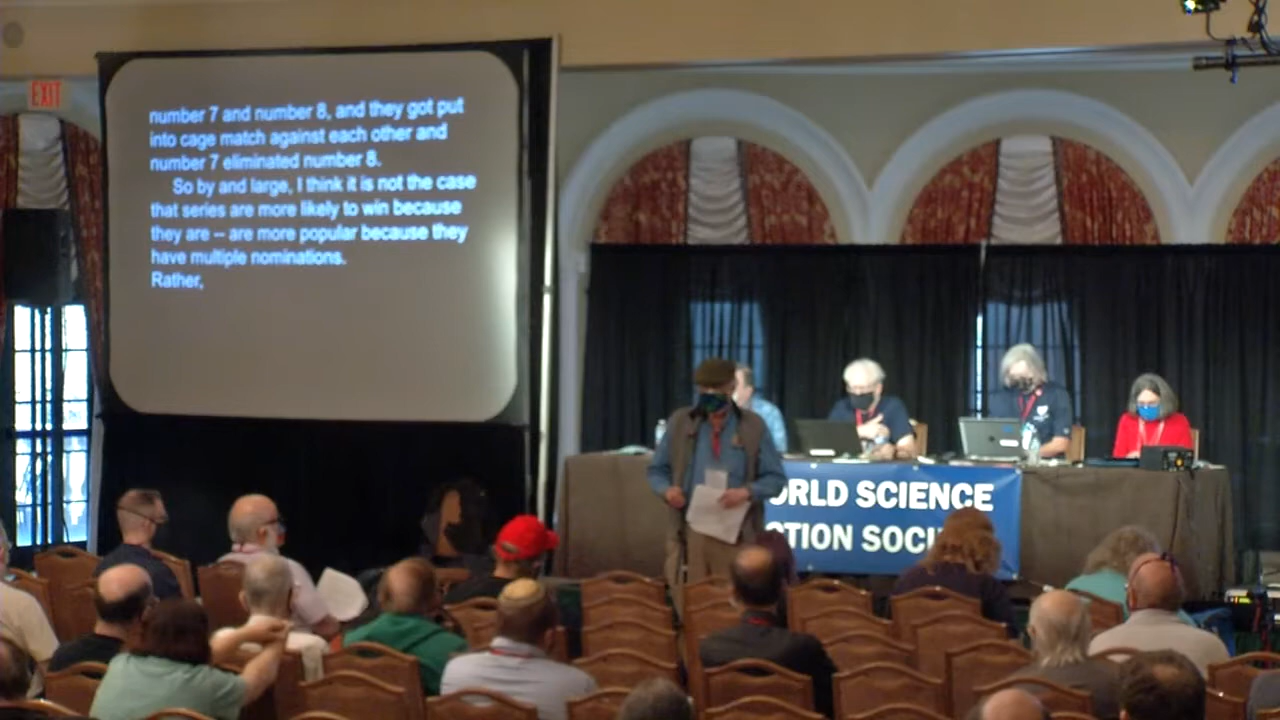 EXIT
number 7 and number 8, and they got put
into cage match against each other and
number 7 eliminated number 8.
So by and large, I think it is not the case
that series are more likely to win because
they are -- are more popular because they
have multiple nominations.
Rather,
ORLD SCIENCE
CTION SOCI